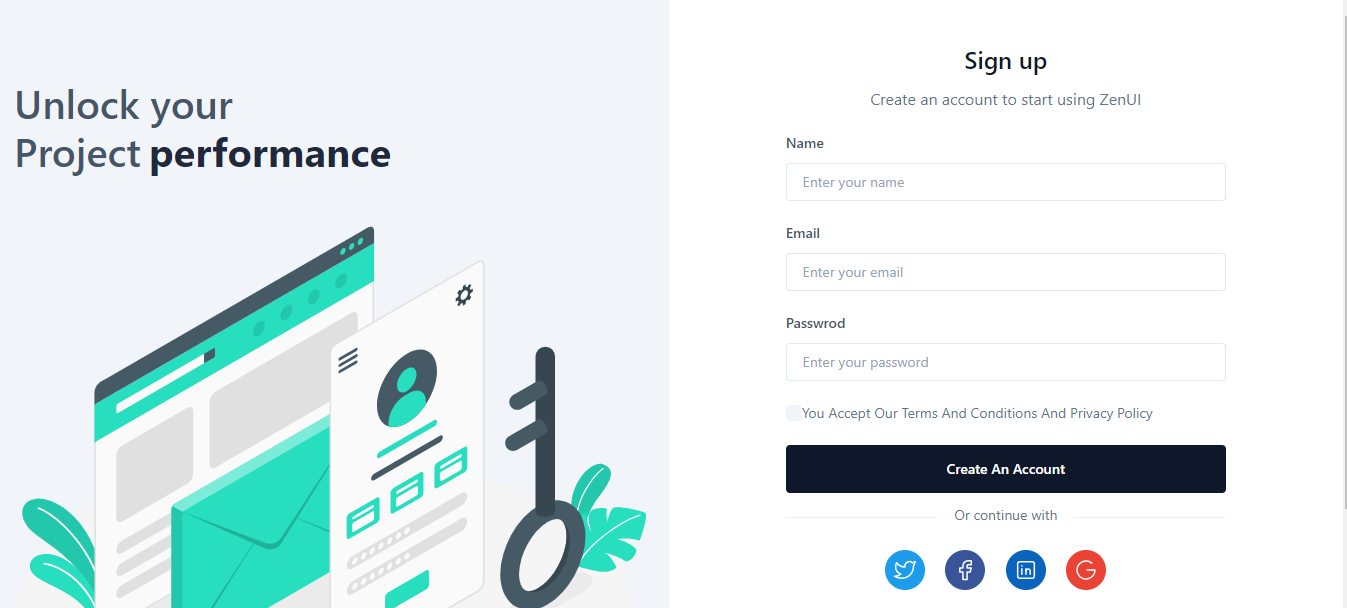 Unlock your
Project performance
Sign up
Create an account to start using ZenUI
Name
Enter your name
Email
Enter your email
Passwrod
Enter your password
You Accept Our Terms And Conditions And Privacy Policy
Create An Account
Or continue with